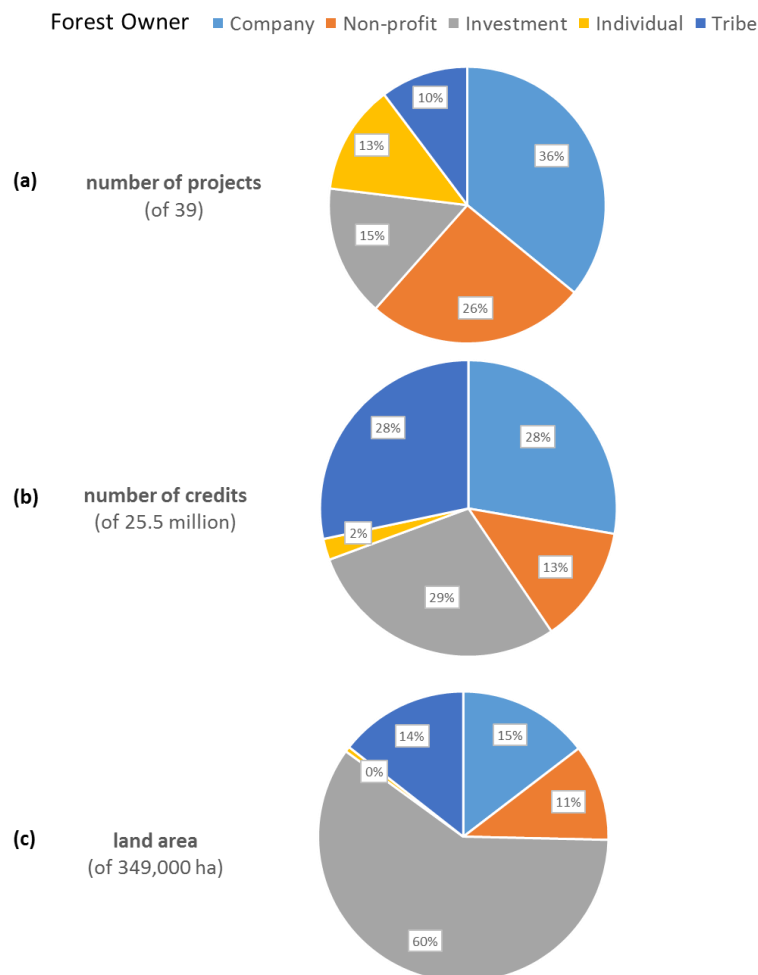 Forest Owner Company Non-profit Investment Individual Tribe
(a)
number of projects
(of 39)
10%
36%
13%
15%
26%
(b)
number of credits
(of 25.5 million)
28%
28%
2%
13%
29%
(c)
land area
(of 349,000 ha)
14%
15%
0%
11%
60%